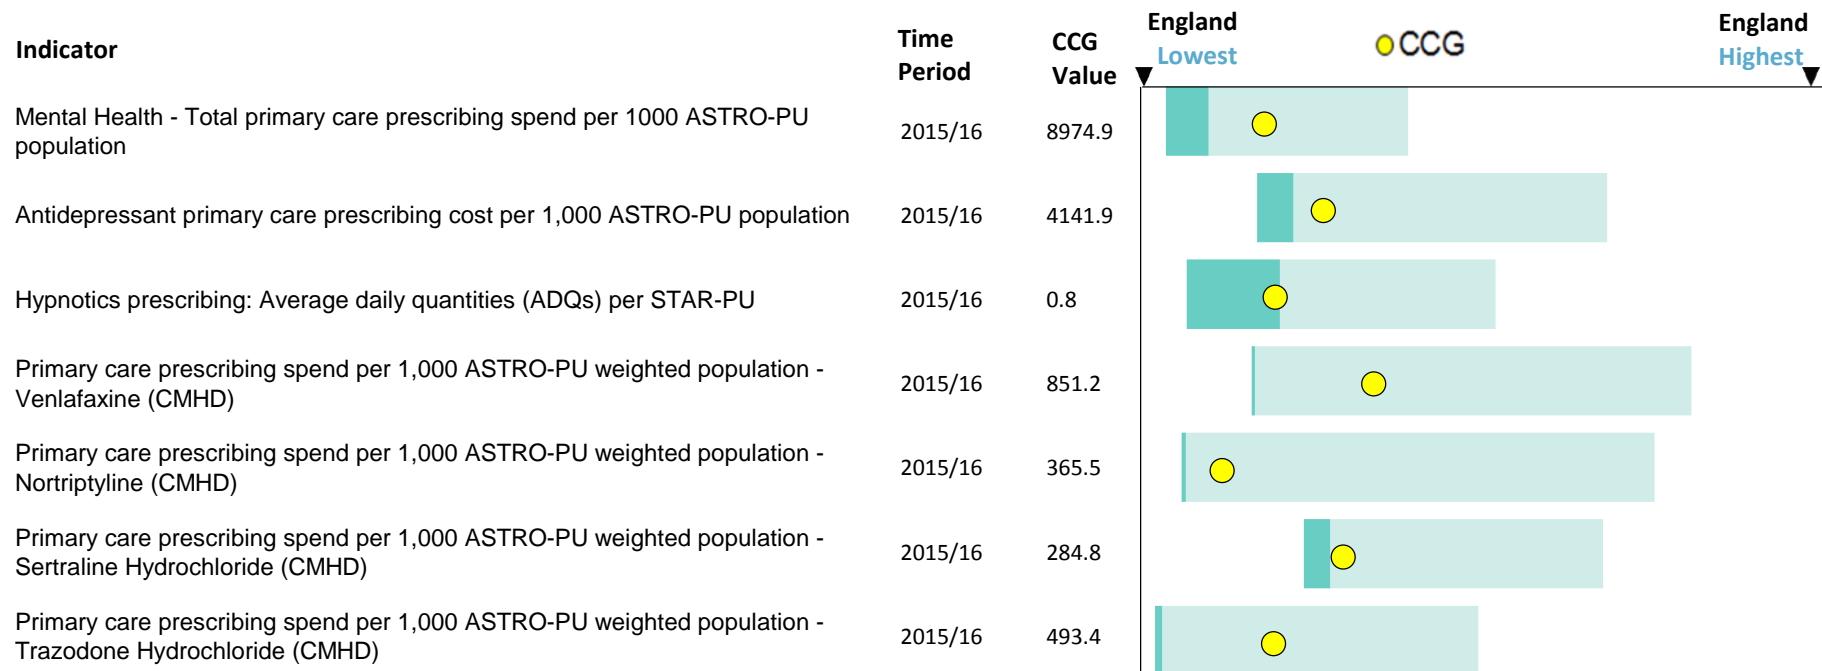 Indicator
Time
Period
CCG
Value
England
Lowest
CCG
England
Highest
Mental Health - Total primary care prescribing spend per 1000 ASTRO-PU
population
2015/16
8974.9
Antidepressant primary care prescribing cost per 1,000 ASTRO-PU population
2015/16
4141.9
Hypnotics prescribing: Average daily quantities (ADQs) per STAR-PU
2015/16
0.8
Primary care prescribing spend per 1,000 ASTRO-PU weighted population -
Venlafaxine (CMHD)
2015/16
851.2
Primary care prescribing spend per 1,000 ASTRO-PU weighted population -
Nortriptyline (CMHD)
2015/16
365.5
Primary care prescribing spend per 1,000 ASTRO-PU weighted population -
Sertraline Hydrochloride (CMHD)
2015/16
284.8
Primary care prescribing spend per 1,000 ASTRO-PU weighted population -
Trazodone Hydrochloride (CMHD)
2015/16
493.4